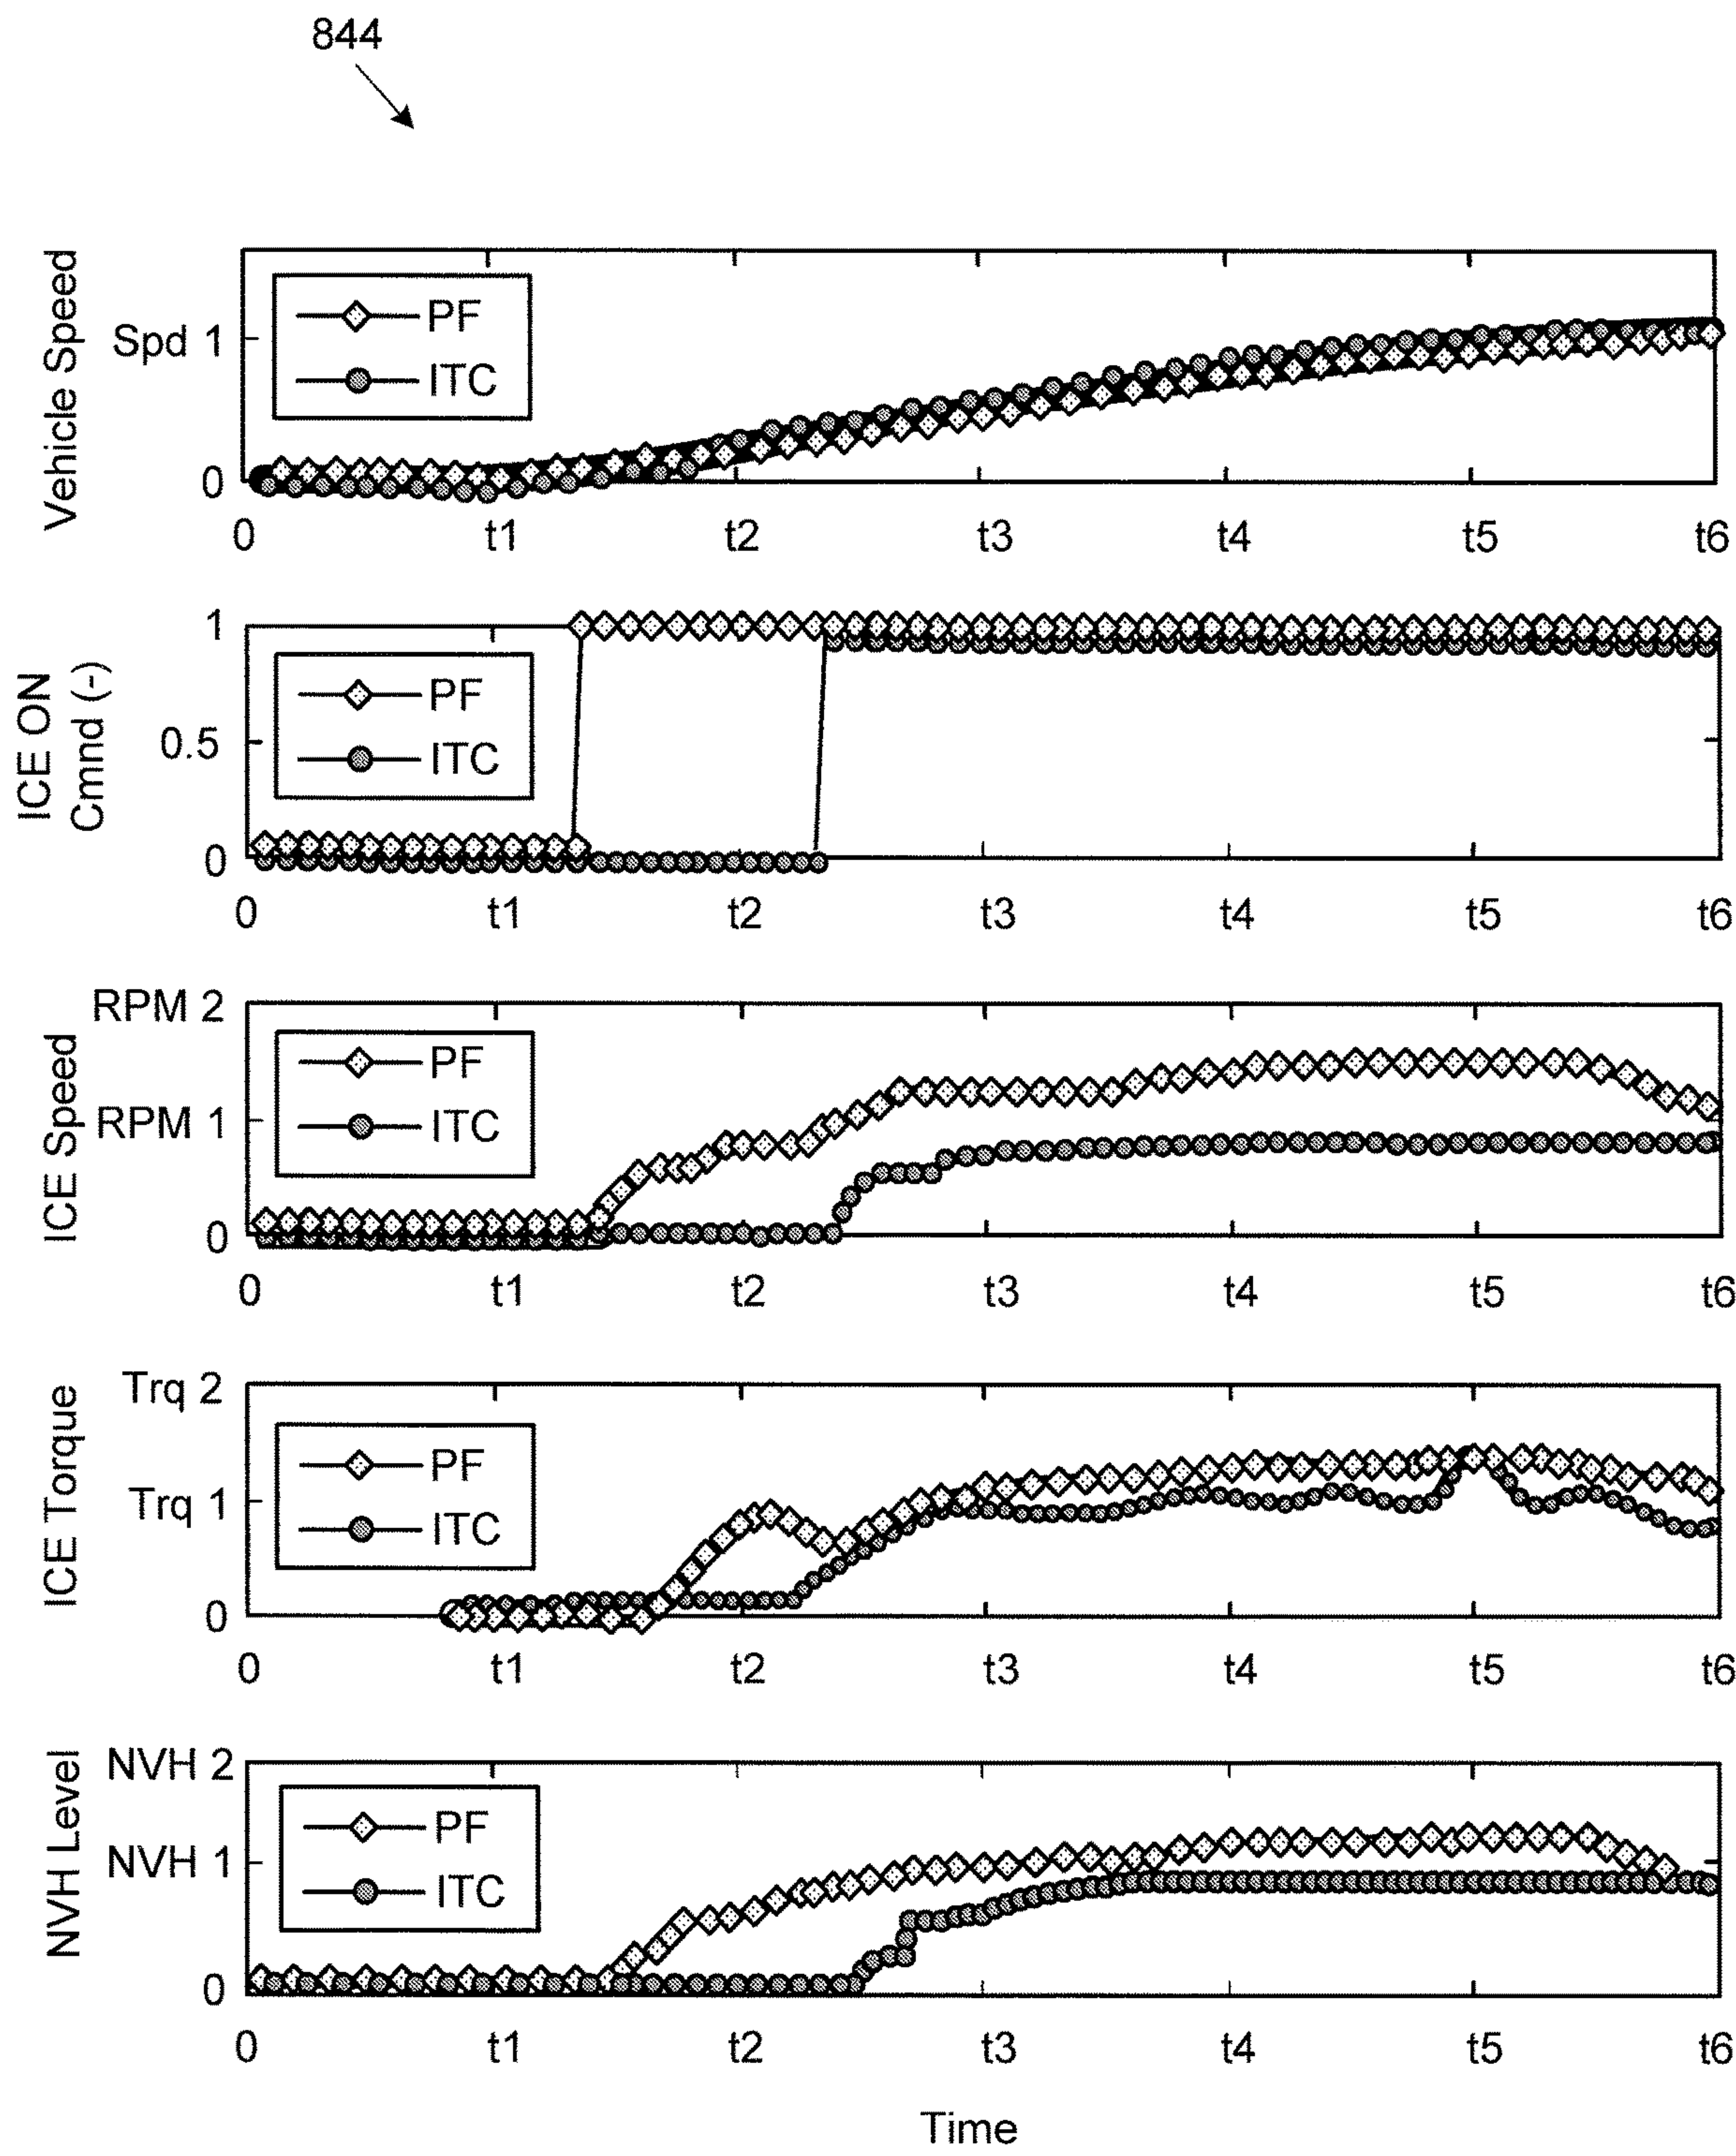 844
Vehicle Speed
Spd 1
0
PF
ITC
0 t1 t2 t3 t4 t5 t6
ICE ON
Cmnd (-)
1
0.5
0
PF
ITC
0 t1 t2 t3 t4 t5 t6
ICE Speed
RPM 2
RPM 1
0
PF
ITC
0 t1 t2 t3 t4 t5 t6
ICE Torque
Trq 2
Trq 1
0
PF
ITC
0 t1 t2 t3 t4 t5 t6
NVH Level
NVH 2
NVH 1
0
PF
ITC
0 t1 t2 t3 t4 t5 t6
Time